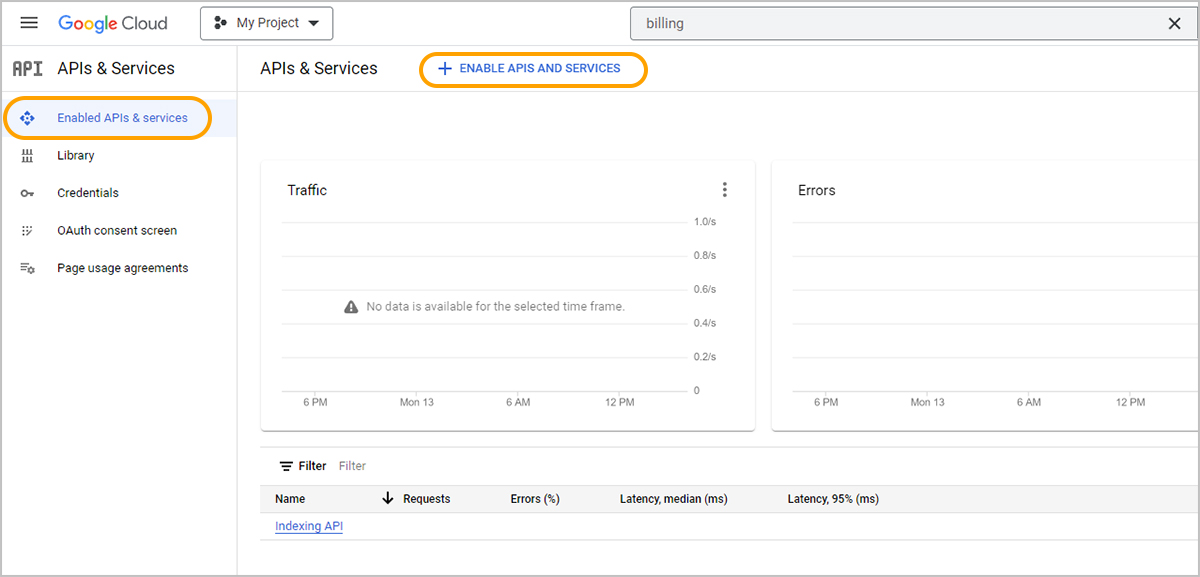 Google Cloud My Project billing
API APIs & Services
APIs & Services + ENABLE APIS AND SERVICES
Enabled APIs & services
Library
Credentials
OAuth consent screen
Page usage agreements
Traffic
1.0/s
0.8/s
0.6/s
No data is available for the selected time frame.
0.4/s
0.2/s
0
6 PM Mon 13 6 AM 12 PM
Errors
6 PM Mon 13 6 AM 12 PM
Filter Filter
Name Requests Errors (%) Latency, median (ms) Latency, 95% (ms)
Indexing API